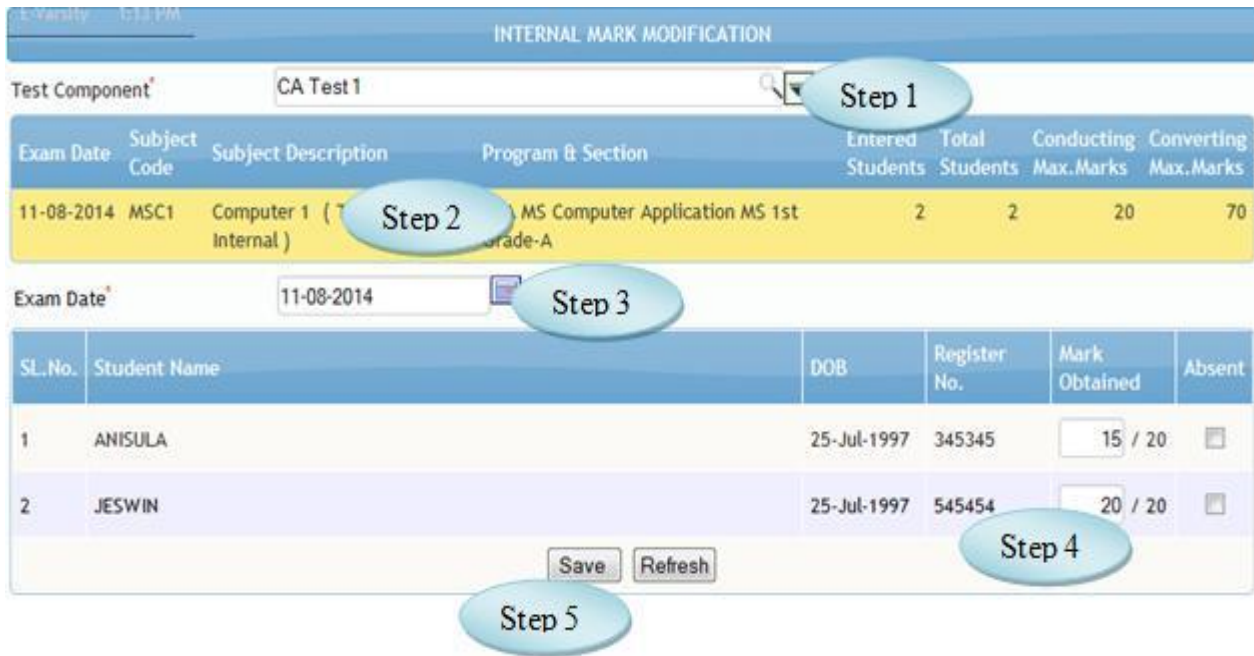 E-Varsity 1:13 PM
INTERNAL MARK MODIFICATION
Test Component* CA Test 1
Step 1
Exam Date Subject Code Subject Description Program & Section Entered Students Total Students Conducting Max.Marks Converting Max.Marks
11-08-2014 MSC1 Computer 1 ( MS Computer Application MS 1st 2 2 20 70
Internal ) Grade-A
Step 2
Exam Date* 11-08-2014
Step 3
SL.No. Student Name DOB Register No. Mark Obtained Absent
1 ANISULA 25-Jul-1997 345345 15 / 20
2 JESWIN 25-Jul-1997 545454 20 / 20
Step 4
Save Refresh
Step 5